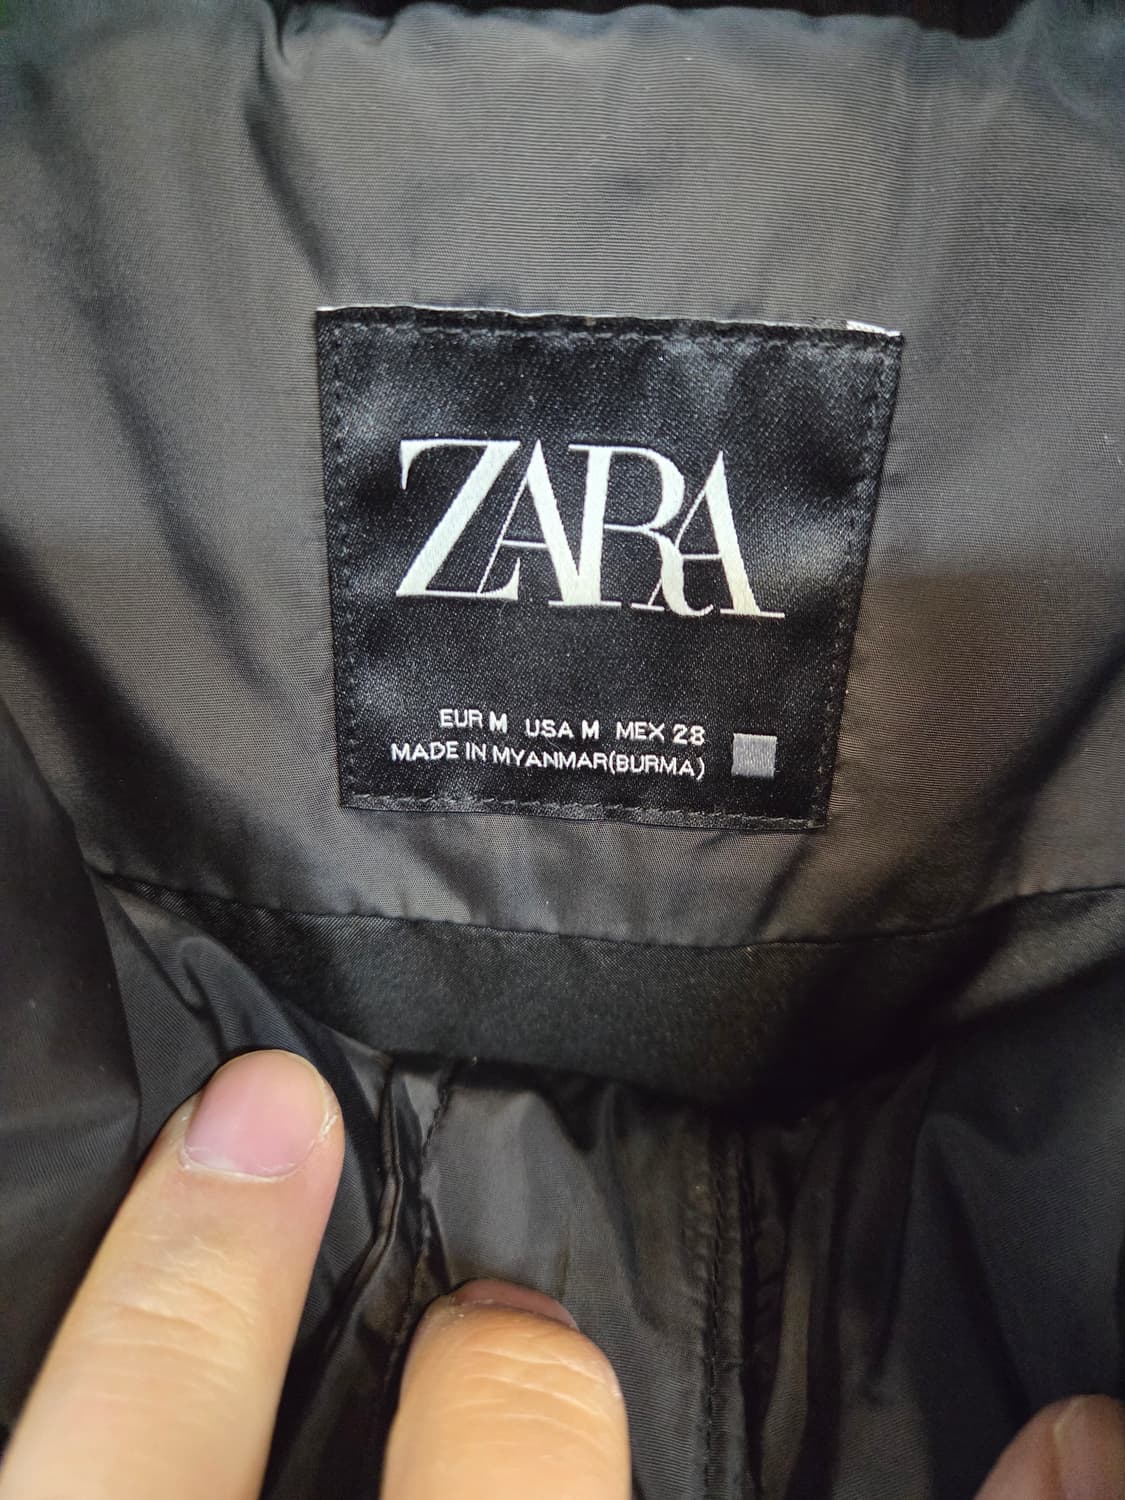 ZARA
EUR M USA M MEX 28
MADE IN MYANMAR(BURMA)